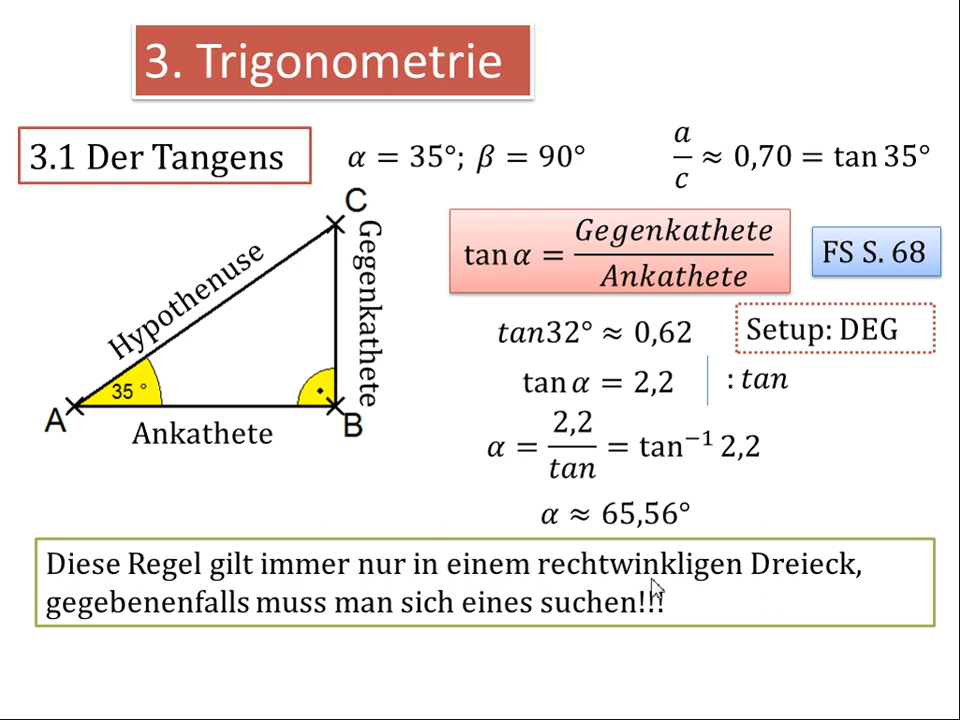 3. Trigonometrie
3.1 Der Tangens
α = 35°; β = 90°
a/c ≈ 0,70 = tan 35°
C
Hypothenuse
Gegenkathete
35 °
A
B
Ankathete
tan α = Gegenkathete/Ankathete
FS S. 68
tan32° ≈ 0,62
Setup: DEG
tan α = 2,2 | : tan
α = 2,2/tan = tan⁻¹ 2,2
α ≈ 65,56°
Diese Regel gilt immer nur in einem rechtwinkligen Dreieck,
gegebenenfalls muss man sich eines suchen!!!